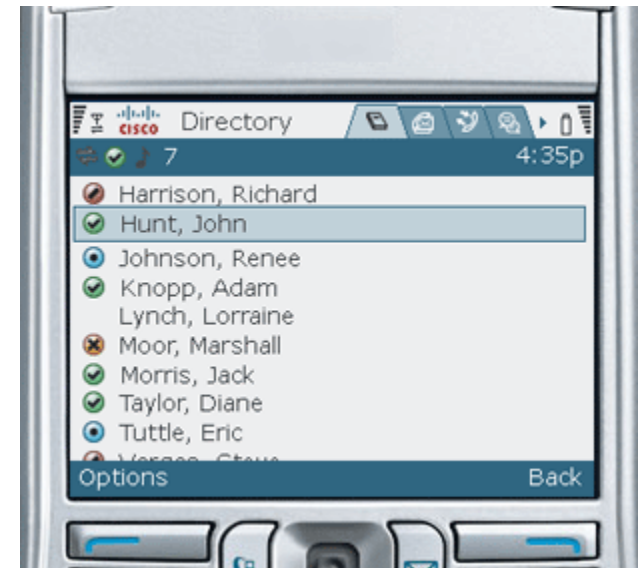 cisco Directory
7 4:35p
Harrison, Richard
Hunt, John
Johnson, Renee
Knopp, Adam
Lynch, Lorraine
Moor, Marshall
Morris, Jack
Taylor, Diane
Tuttle, Eric
Options Back